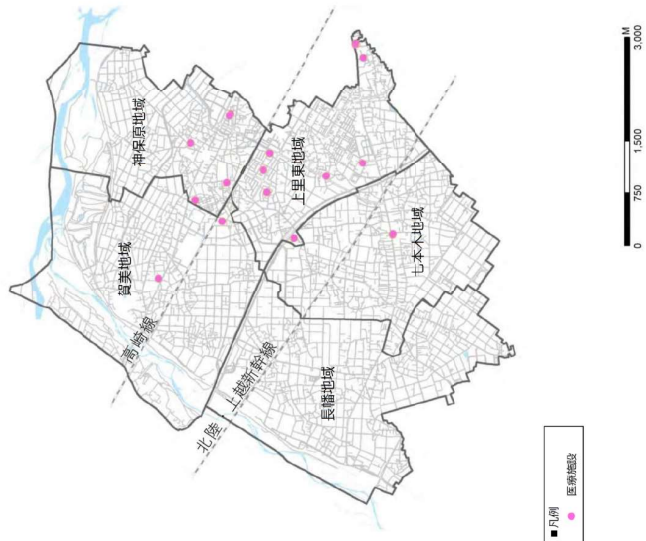 神保原地域
賀美地域
高崎線
上里東地域
七本木地域
北陸 上越新幹線
長幡地域
■凡例
医療施設
0 750 1,500 3,000
M